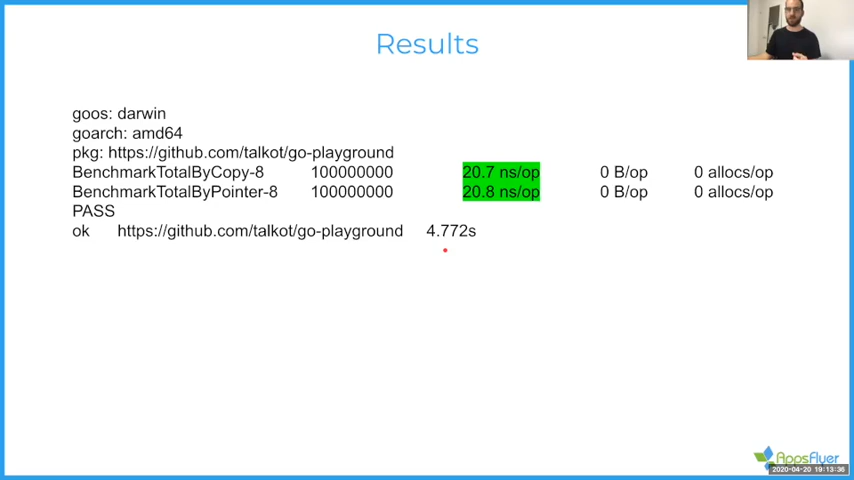 Results
goos: darwin
goarch: amd64
pkg: https://github.com/talkot/go-playground
BenchmarkTotalByCopy-8 100000000 20.7 ns/op 0 B/op 0 allocs/op
BenchmarkTotalByPointer-8 100000000 20.8 ns/op 0 B/op 0 allocs/op
PASS
ok https://github.com/talkot/go-playground 4.772s
AppsFlyer
2020-04-20 19:13:36